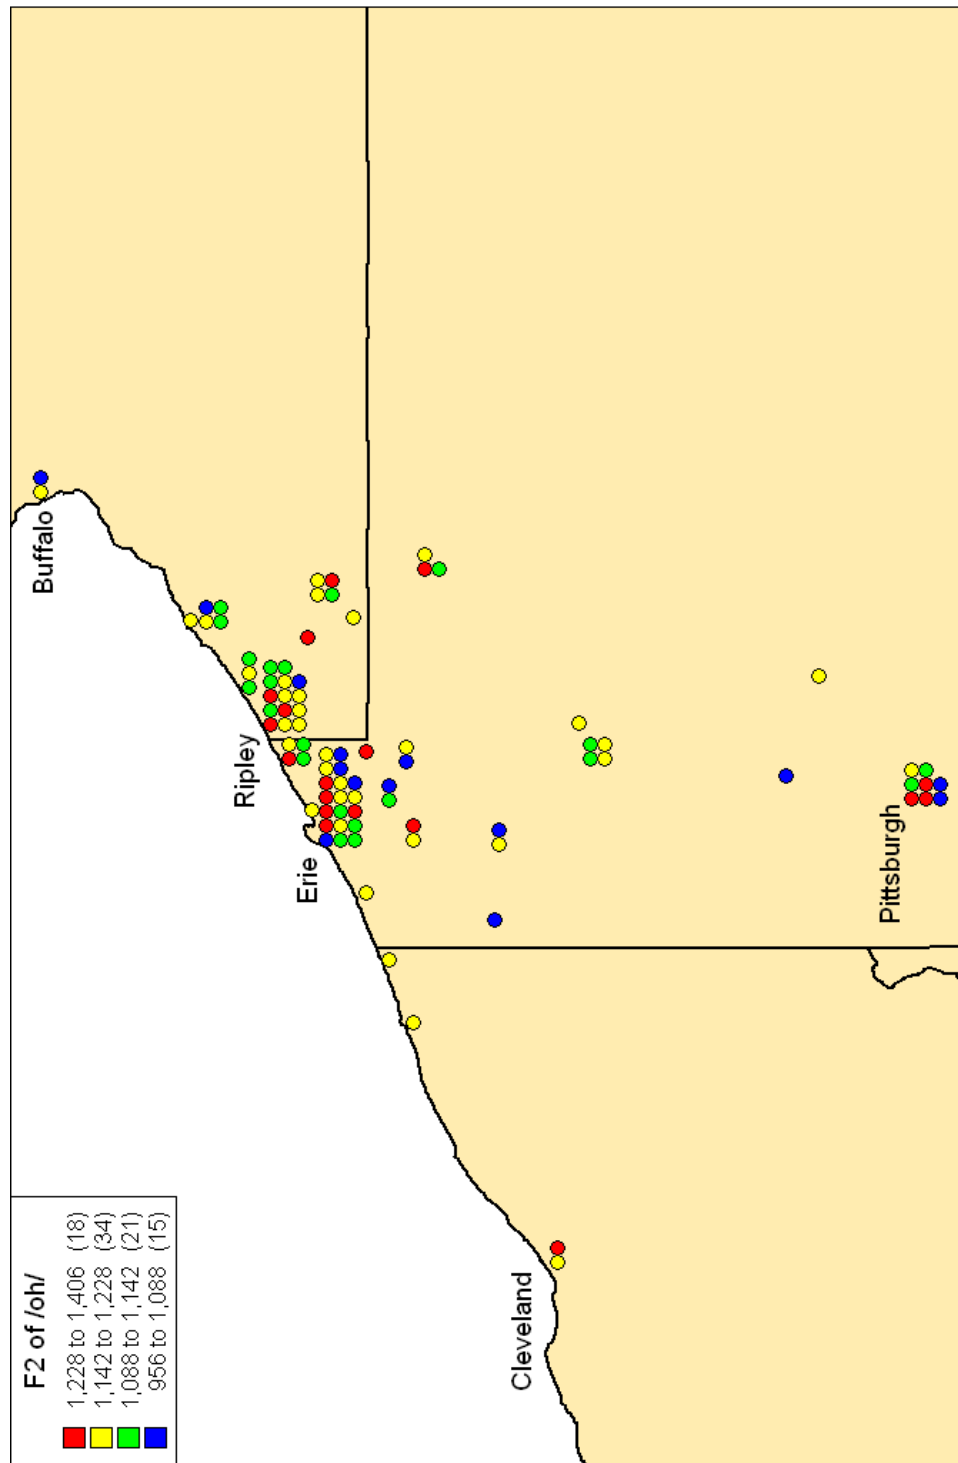 F2 of /oh/
1,228 to 1,406 (18)
1,142 to 1,228 (34)
1,088 to 1,142 (21)
956 to 1,088 (15)
Cleveland
Erie
Ripley
Buffalo
Pittsburgh